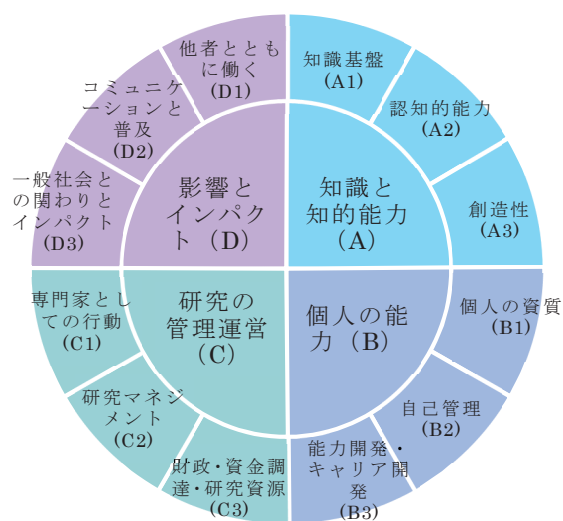 他者ととも
に働く
(D1)
知識基盤
(A1)
コミュニケ
ーションと
普及
(D2)
認知的能力
(A2)
一般社会と
の関わりと
インパクト
(D3)
影響と
インパク
ト（D）
知識と
知的能力
(A)
創造性
(A3)
専門家とし
ての行動
(C1)
研究の
管理運営
(C)
個人の能
力（B）
個人の資質
(B1)
研究マネジ
メント
(C2)
自己管理
(B2)
財政・資金調
達・研究資源
(C3)
能力開発・
キャリア開
発
(B3)